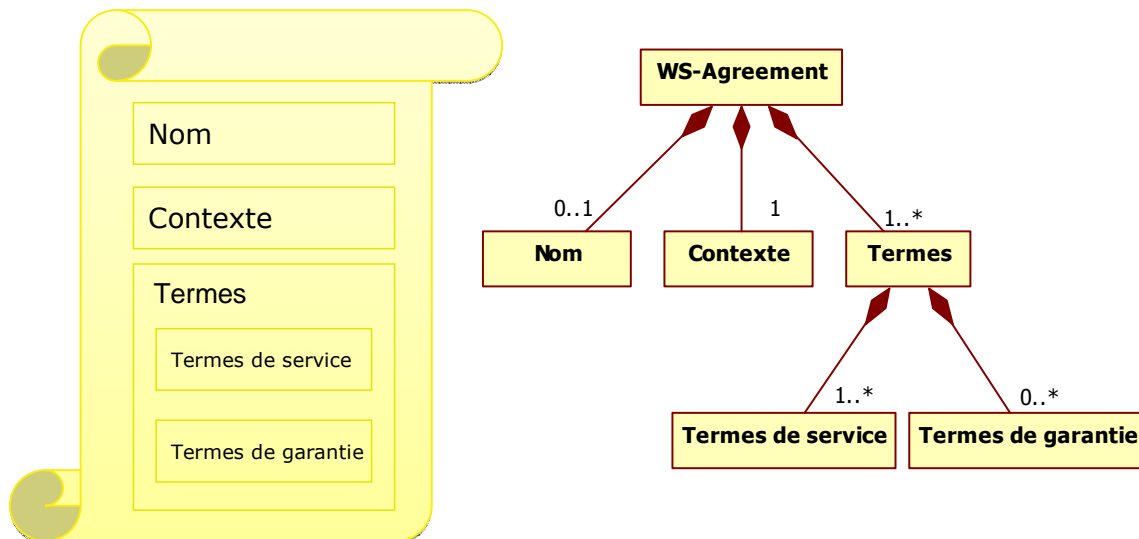 Nom
Contexte
Termes
Termes de service
Termes de garantie
WS-Agreement
0..1
1
1..*
Nom
Contexte
Termes
1..*
0..*
Termes de service
Termes de garantie